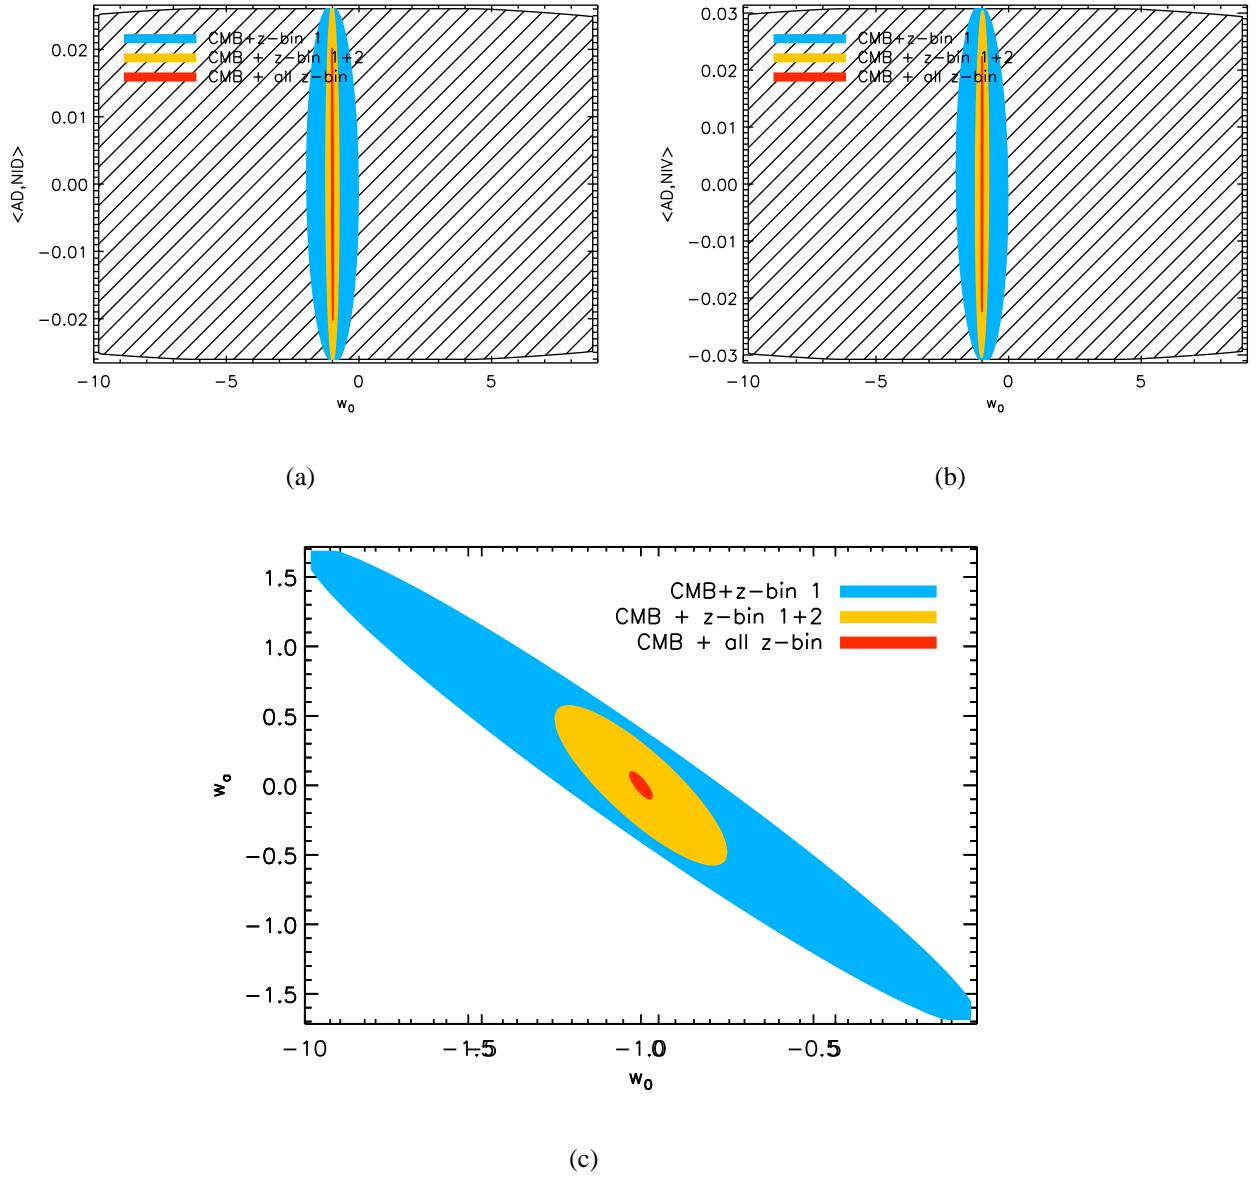 0.02
0.01
0.00
−0.01
−0.02
<AD,NID>
CMB+z−bin 1
CMB + z−bin 1+2
CMB + all z−bin
−10
−5
0
5
w0
(a)
0.03
0.02
0.01
0.00
−0.01
−0.02
−0.03
<AD,NIV>
CMB+z−bin 1
CMB + z−bin 1+2
CMB + all z−bin
−10
−5
0
5
w0
(b)
1.5
1.0
0.5
0.0
−0.5
−1.0
−1.5
wa
CMB+z−bin 1
CMB + z−bin 1+2
CMB + all z−bin
−10
−1.0
−0.5
w0
(c)